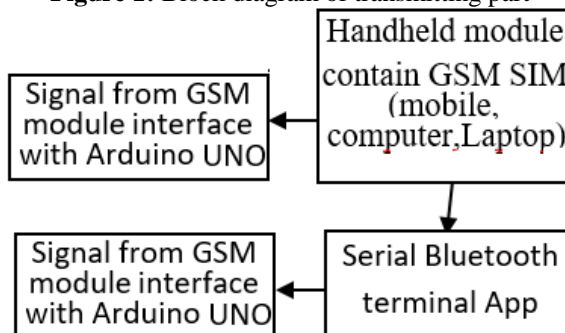 Figure 2: Block diagram of transmitting part
Handheld module
contain GSM SIM
(mobile,
computer,Laptop)
Signal from GSM
module interface
with Arduino UNO
Signal from GSM
module interface
with Arduino UNO
Serial Bluetooth
terminal App